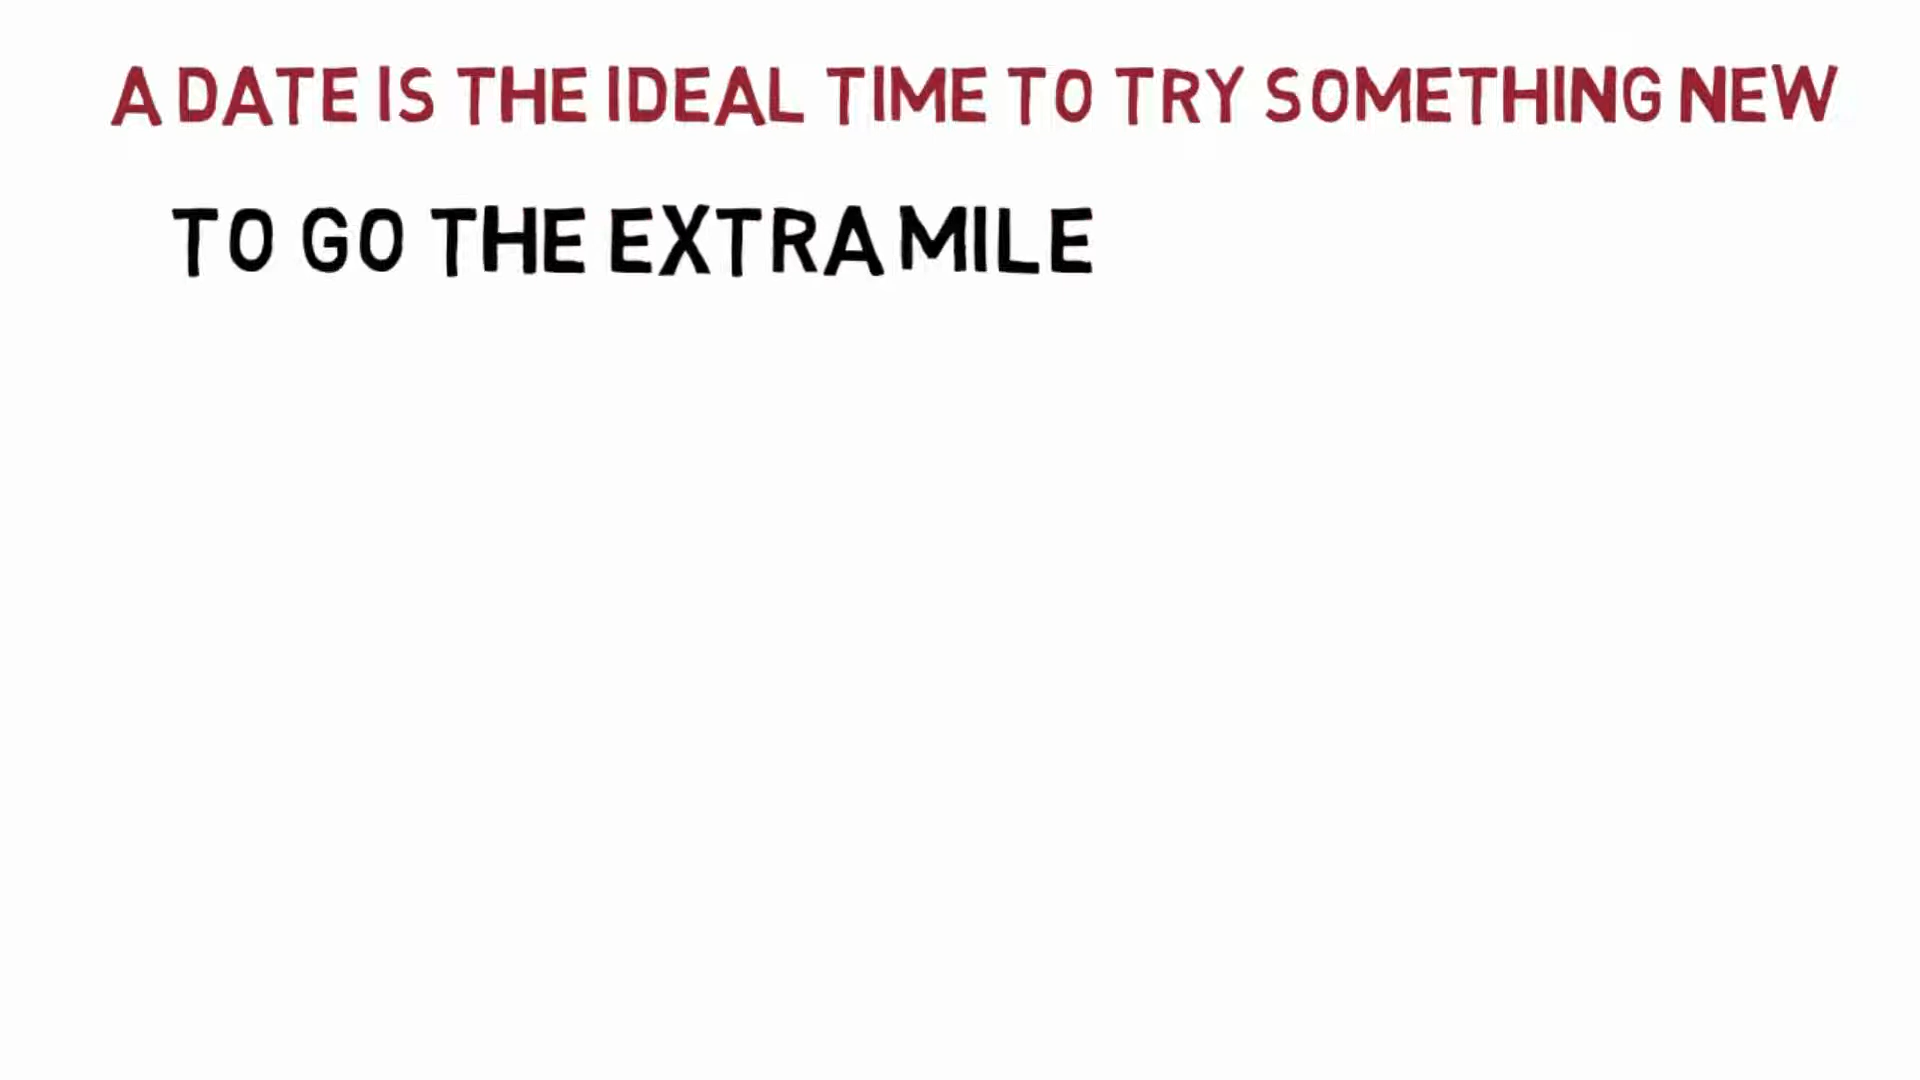 A DATE IS THE IDEAL TIME TO TRY SOMETHING NEW
TO GO THE EXTRA MILE